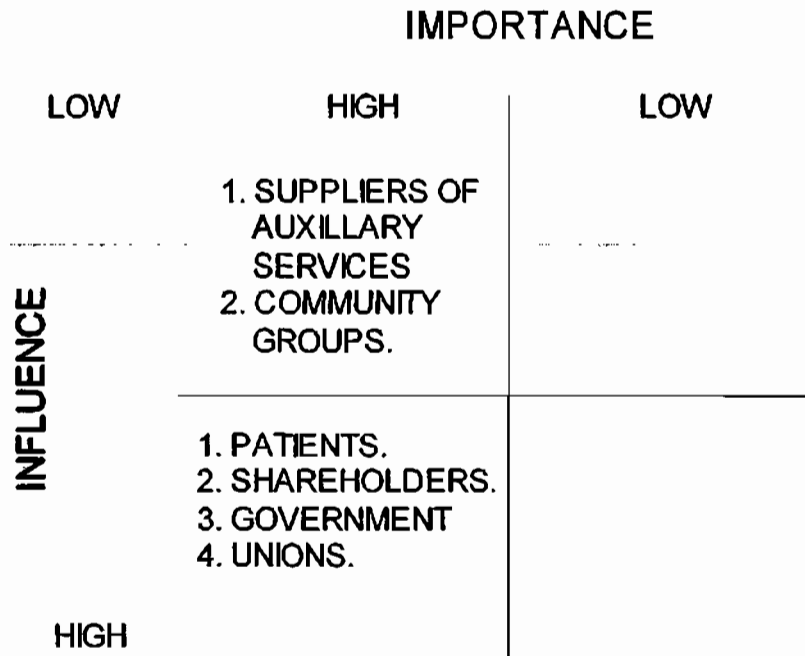 IMPORTANCE
LOW HIGH LOW
1. SUPPLIERS OF
AUXILLARY
SERVICES
2. COMMUNITY
GROUPS.
INFLUENCE
1. PATIENTS.
2. SHAREHOLDERS.
3. GOVERNMENT
4. UNIONS.
HIGH